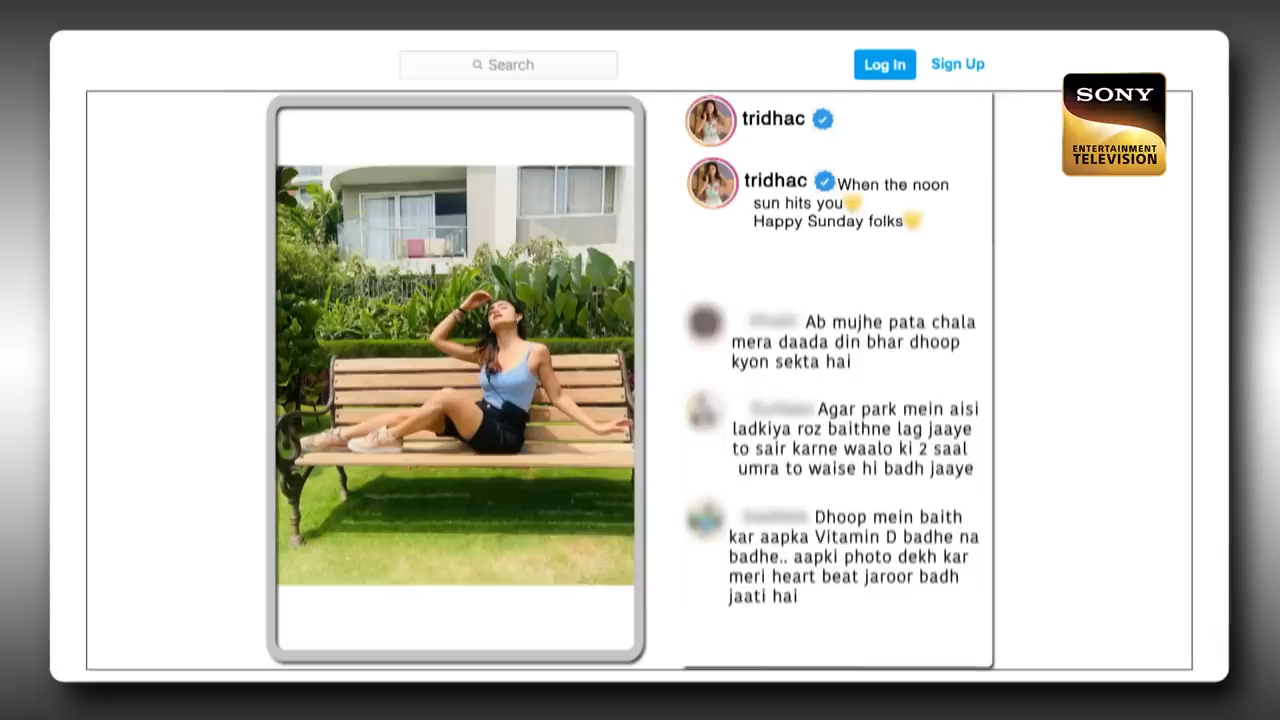 Search
Log In
Sign Up
SONY
ENTERTAINMENT
TELEVISION
tridhac
tridhac When the noon
sun hits you
Happy Sunday folks
Ab mujhe pata chala
mera daada din bhar dhoop
kyon sekta hai
Agar park mein aisi
ladkiya roz baithne lag jaaye
to sair karne waalo ki 2 saal
umra to waise hi badh jaaye
Dhoop mein baith
kar aapka Vitamin D badhe na
badhe.. aapki photo dekh kar
meri heart beat jaroor badh
jaati hai